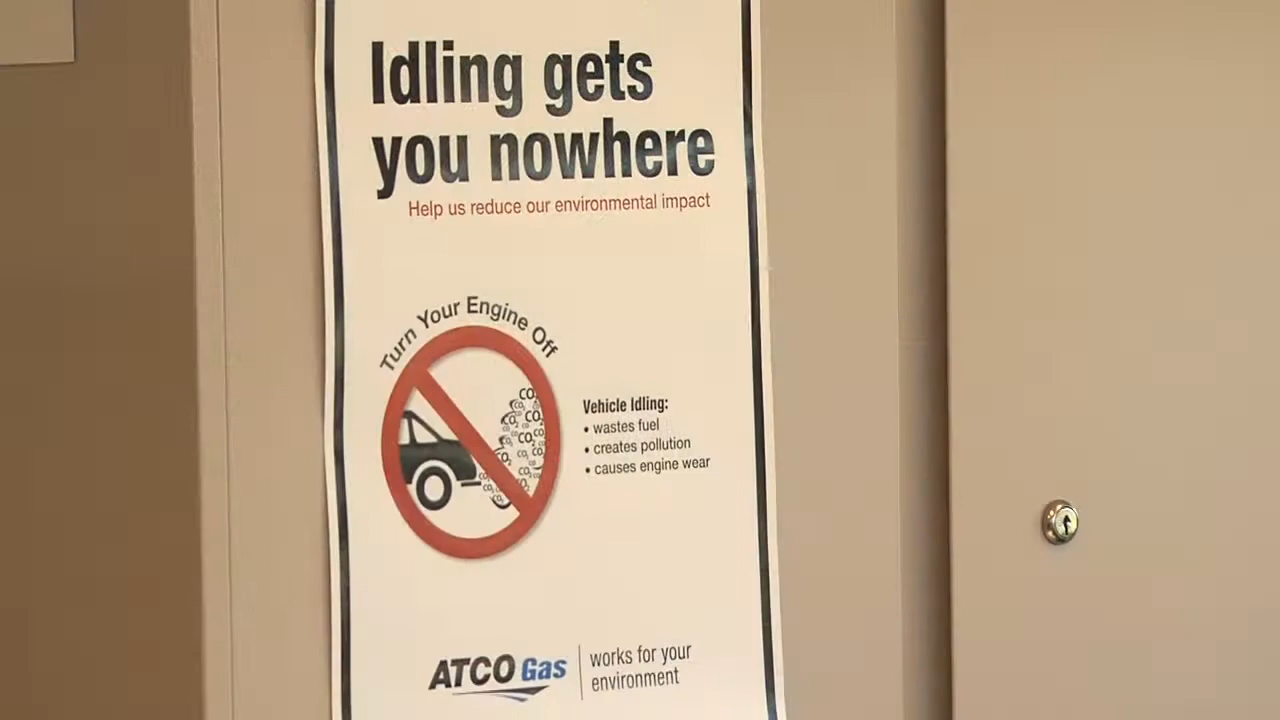 Idling gets
you nowhere
Help us reduce our environmental impact
Turn Your Engine Off
CO2
Vehicle Idling:
• wastes fuel
• creates pollution
• causes engine wear
ATCO Gas
works for your
environment